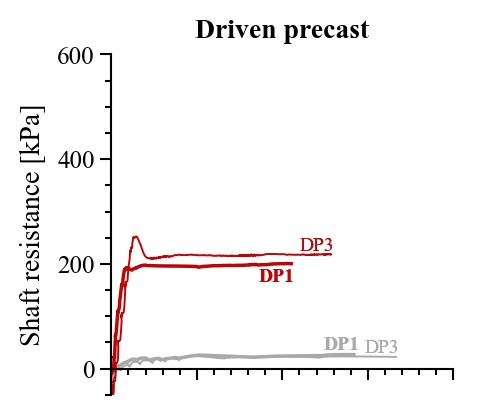 Driven precast
Shaft resistance [kPa]
600
400
200
0
DP3
DP1
DP1 DP3